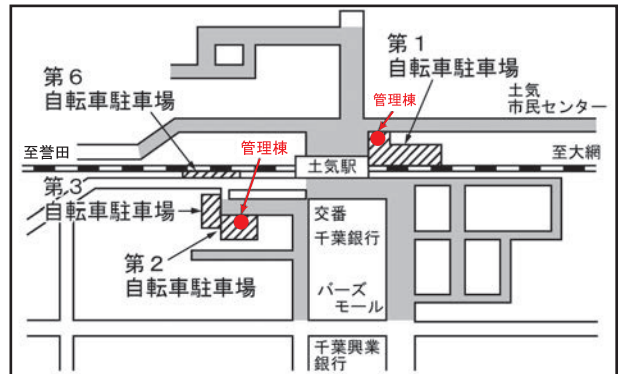 第1
自転車駐車場
管理棟
土気
市民センター
第6
自転車駐車場
至誉田
管理棟
土気駅
至大網
第3
自転車駐車場
第2
自転車駐車場
交番
千葉銀行
バーズ
モール
千葉興業
銀行